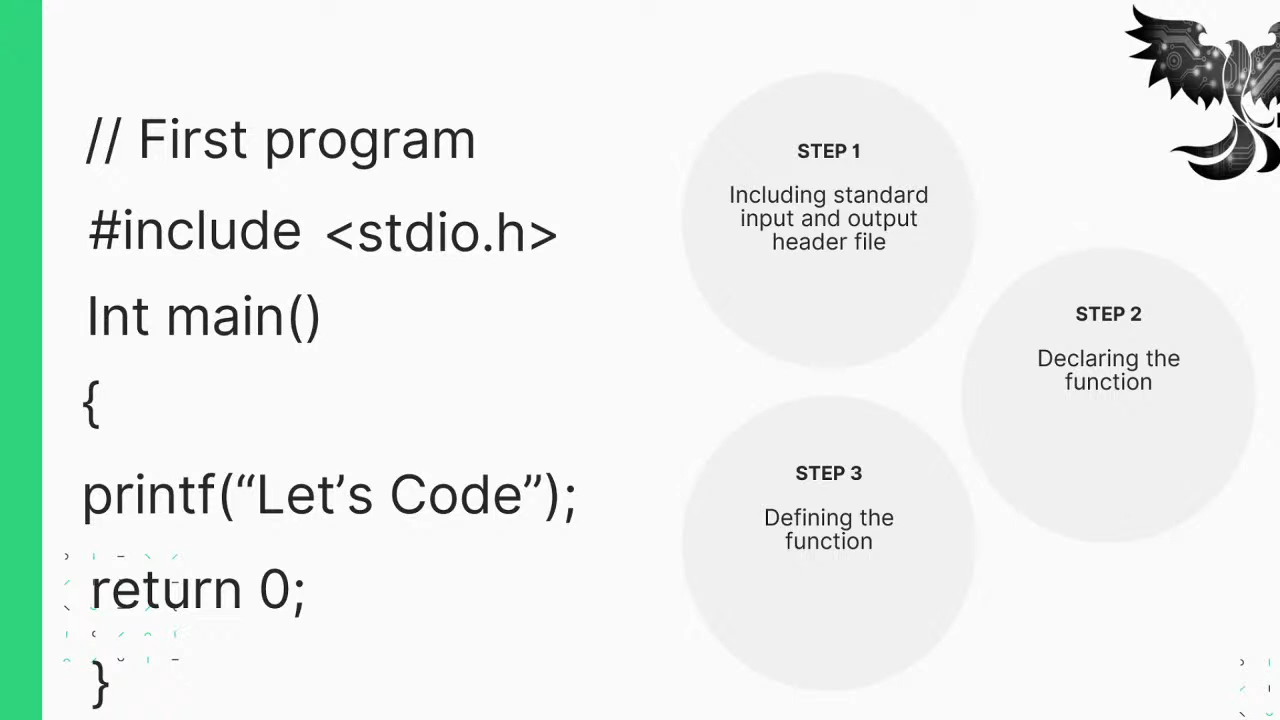 // First program
#include <stdio.h>
Int main()
{
printf(“Let’s Code”);
return 0;
}
STEP 1
Including standard
input and output
header file
STEP 2
Declaring the
function
STEP 3
Defining the
function